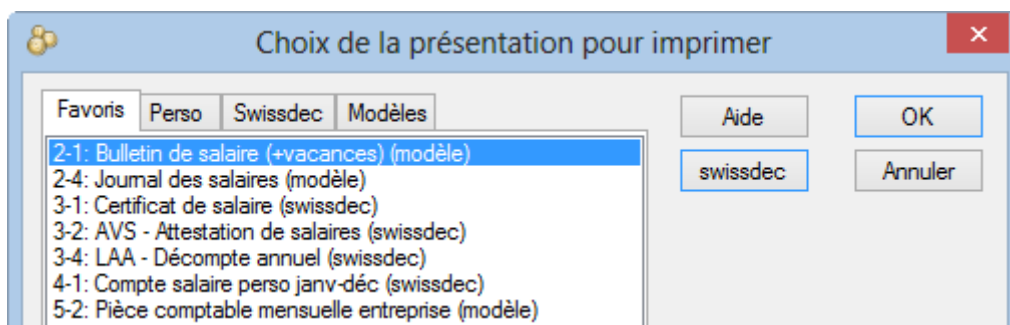 Choix de la présentation pour imprimer
Favoris Perso Swissdec Modèles
Aide OK
swissdec Annuler
2-1: Bulletin de salaire (+vacances) (modèle)
2-4: Journal des salaires (modèle)
3-1: Certificat de salaire (swissdec)
3-2: AVS - Attestation de salaires (swissdec)
3-4: LAA - Décompte annuel (swissdec)
4-1: Compte salaire perso janv-déc (swissdec)
5-2: Pièce comptable mensuelle entreprise (modèle)